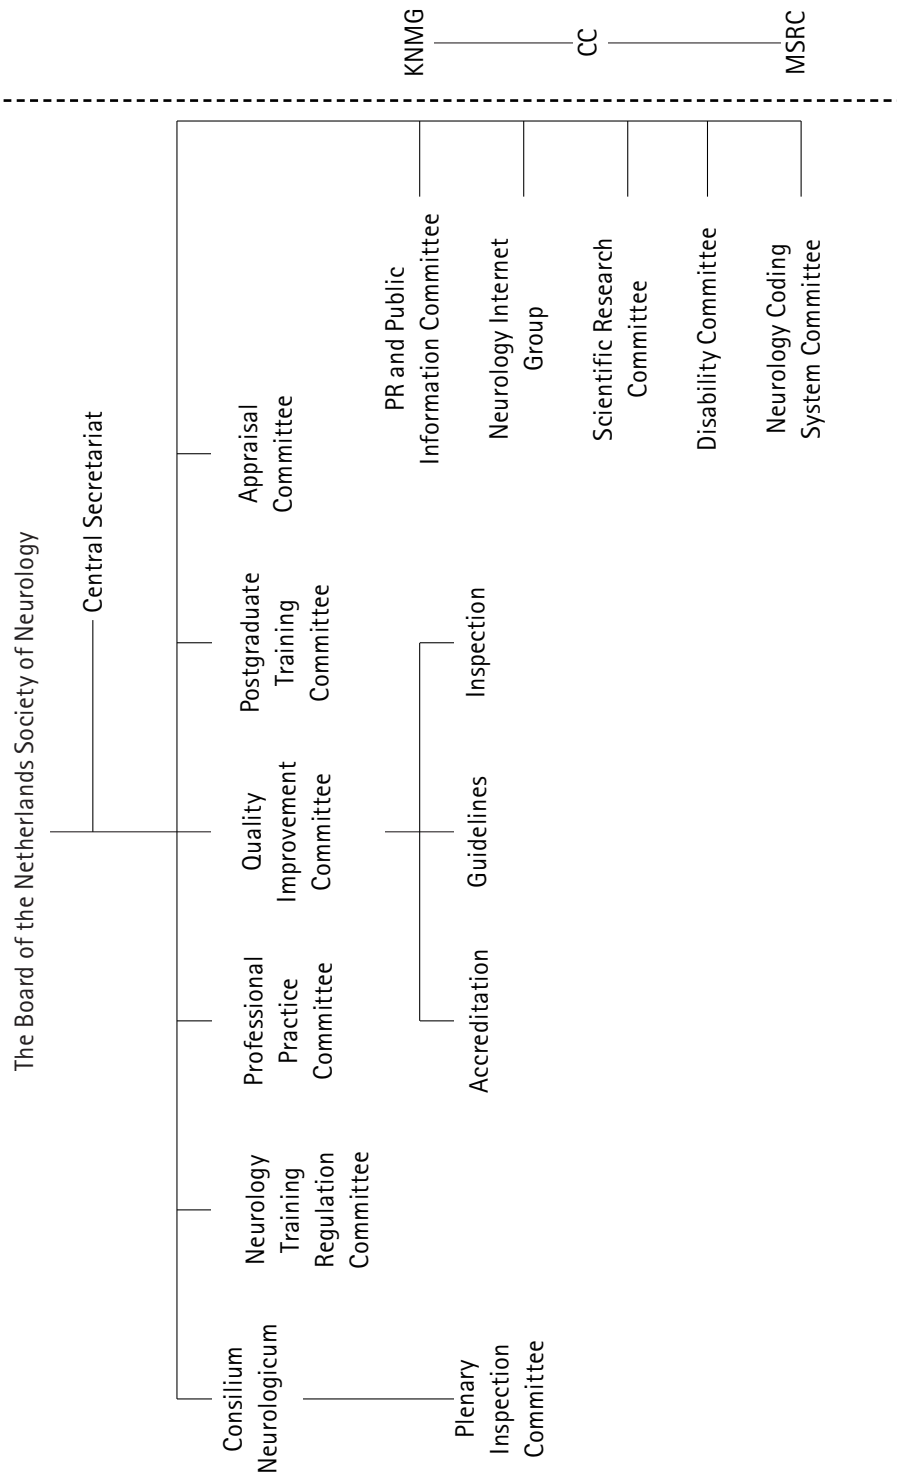 The Board of the Netherlands Society of Neurology
Central Secretariat
Consilium
Neurologicum
Neurology
Training
Regulation
Committee
Professional
Practice
Committee
Quality
Improvement
Committee
Postgraduate
Training
Committee
Appraisal
Committee
Plenary
Inspection
Committee
Accreditation
Guidelines
Inspection
PR and Public
Information Committee
Neurology Internet
Group
Scientific Research
Committee
Disability Committee
Neurology Coding
System Committee
KNMG
CC
MSRC